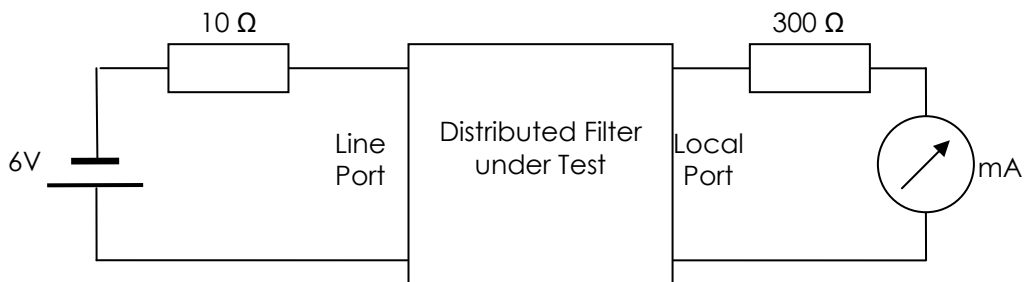 10 Ω
300 Ω
6V
Line
Port
Distributed Filter
under Test
Local
Port
mA